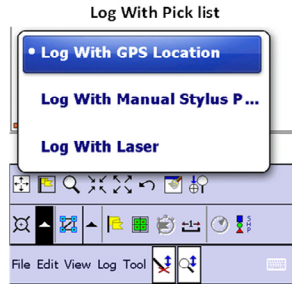 Log With Pick list
• Log With GPS Location
Log With Manual Stylus P...
Log With Laser
File Edit View Log Tool